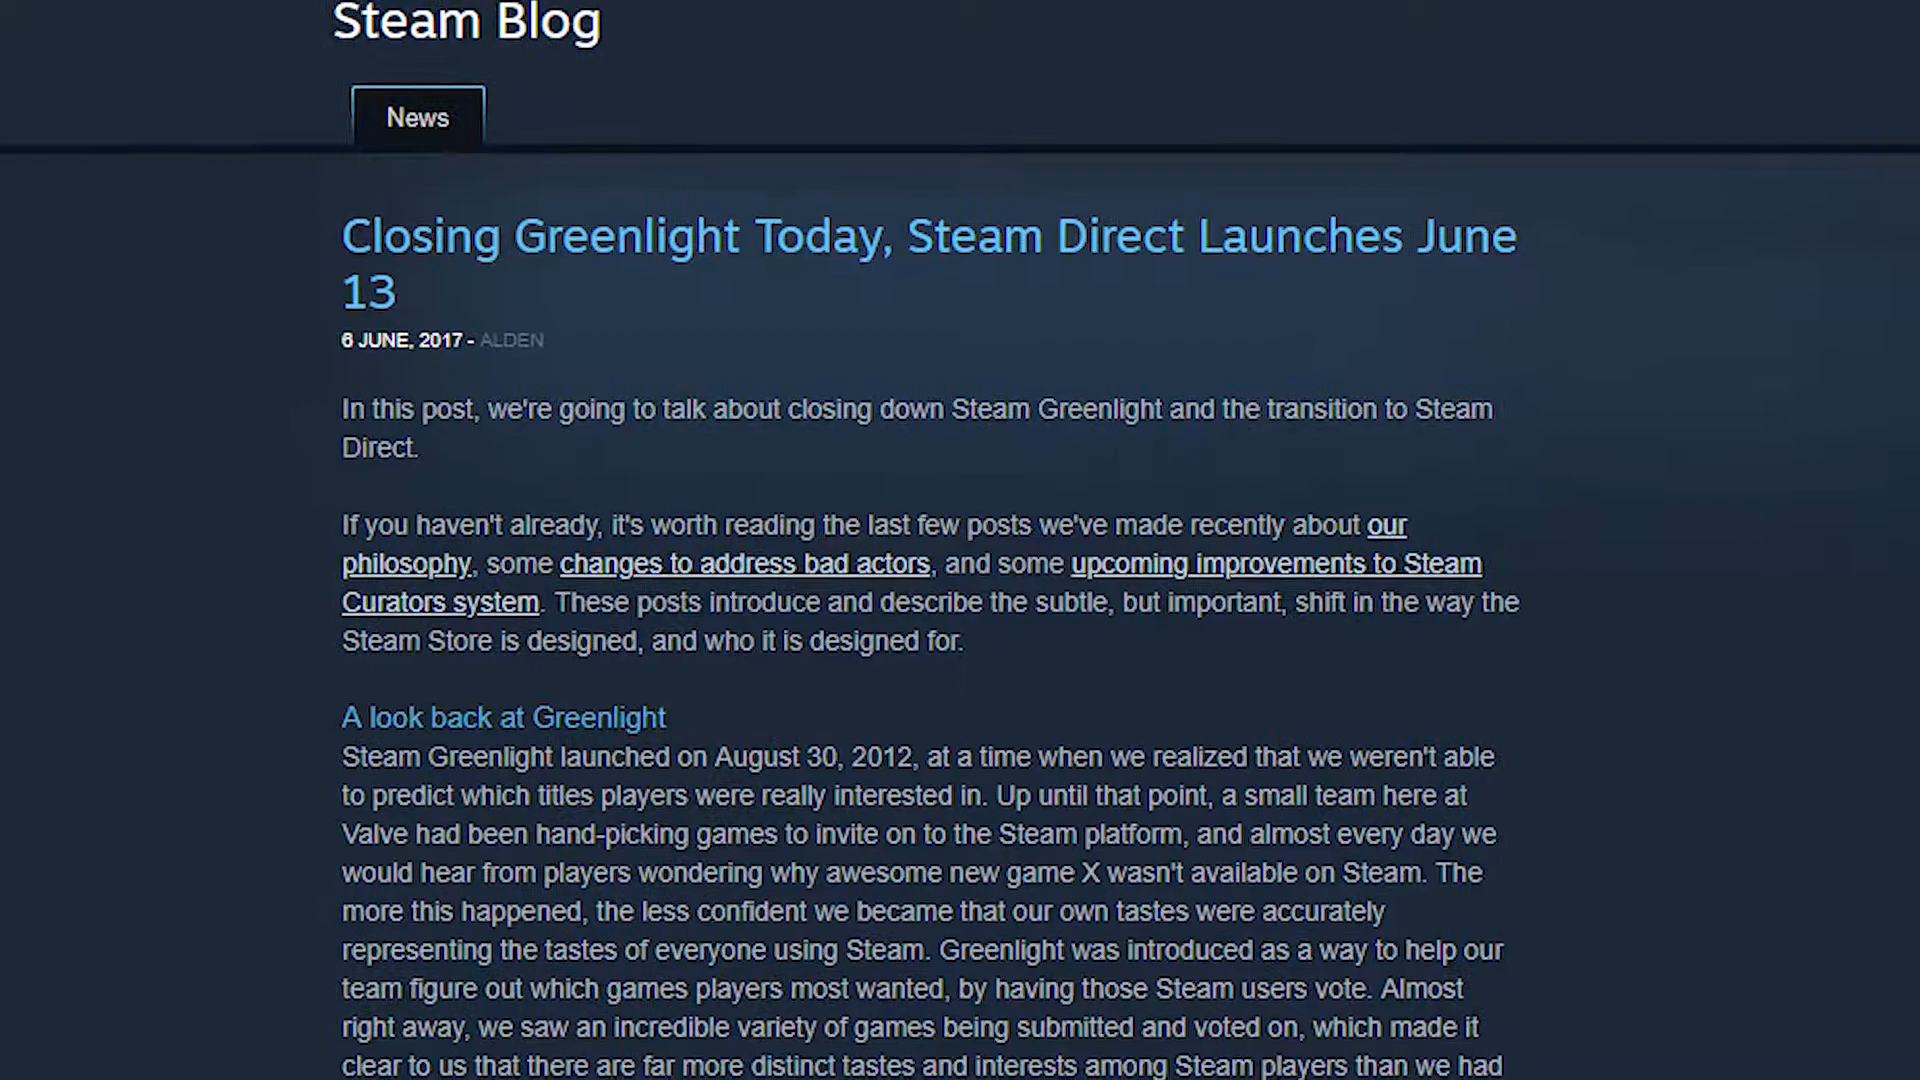 Steam Blog
News
Closing Greenlight Today, Steam Direct Launches June
13
6 JUNE, 2017 - ALDEN
In this post, we're going to talk about closing down Steam Greenlight and the transition to Steam
Direct.
If you haven't already, it's worth reading the last few posts we've made recently about our
philosophy, some changes to address bad actors, and some upcoming improvements to Steam
Curators system. These posts introduce and describe the subtle, but important, shift in the way the
Steam Store is designed, and who it is designed for.
A look back at Greenlight
Steam Greenlight launched on August 30, 2012, at a time when we realized that we weren't able
to predict which titles players were really interested in. Up until that point, a small team here at
Valve had been hand-picking games to invite on to the Steam platform, and almost every day we
would hear from players wondering why awesome new game X wasn't available on Steam. The
more this happened, the less confident we became that our own tastes were accurately
representing the tastes of everyone using Steam. Greenlight was introduced as a way to help our
team figure out which games players most wanted, by having those Steam users vote. Almost
right away, we saw an incredible variety of games being submitted and voted on, which made it
clear to us that there are far more distinct tastes and interests among Steam players than we had